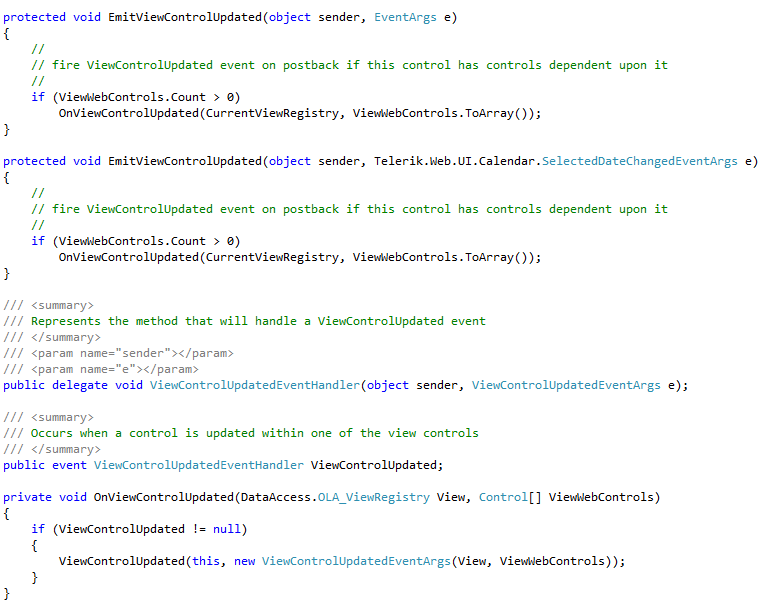 protected void EmitViewControlUpdated(object sender, EventArgs e)
{
    //
    // fire ViewControlUpdated event on postback if this control has controls dependent upon it
    //
    if (ViewWebControls.Count > 0)
        OnViewControlUpdated(CurrentViewRegistry, ViewWebControls.ToArray());
}

protected void EmitViewControlUpdated(object sender, Telerik.Web.UI.Calendar.SelectedDateChangedEventArgs e)
{
    //
    // fire ViewControlUpdated event on postback if this control has controls dependent upon it
    //
    if (ViewWebControls.Count > 0)
        OnViewControlUpdated(CurrentViewRegistry, ViewWebControls.ToArray());
}

/// <summary>
/// Represents the method that will handle a ViewControlUpdated event
/// </summary>
/// <param name="sender"></param>
/// <param name="e"></param>
public delegate void ViewControlUpdatedEventHandler(object sender, ViewControlUpdatedEventArgs e);

/// <summary>
/// Occurs when a control is updated within one of the view controls
/// </summary>
public event ViewControlUpdatedEventHandler ViewControlUpdated;

private void OnViewControlUpdated(DataAccess.OLA_ViewRegistry View, Control[] ViewWebControls)
{
    if (ViewControlUpdated != null)
    {
        ViewControlUpdated(this, new ViewControlUpdatedEventArgs(View, ViewWebControls));
    }
}